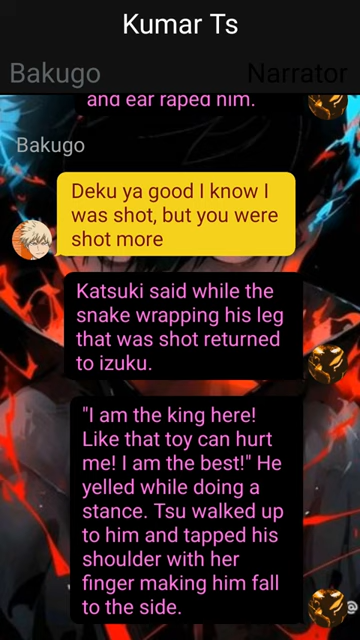 Kumar Ts
Bakugo
Narrator
and ear raped him.
Bakugo
Deku ya good I know I
was shot, but you were
shot more
Katsuki said while the
snake wrapping his leg
that was shot returned
to izuku.
"I am the king here!
Like that toy can hurt
me! I am the best!" He
yelled while doing a
stance. Tsu walked up
to him and tapped his
shoulder with her
finger making him fall
to the side.
@